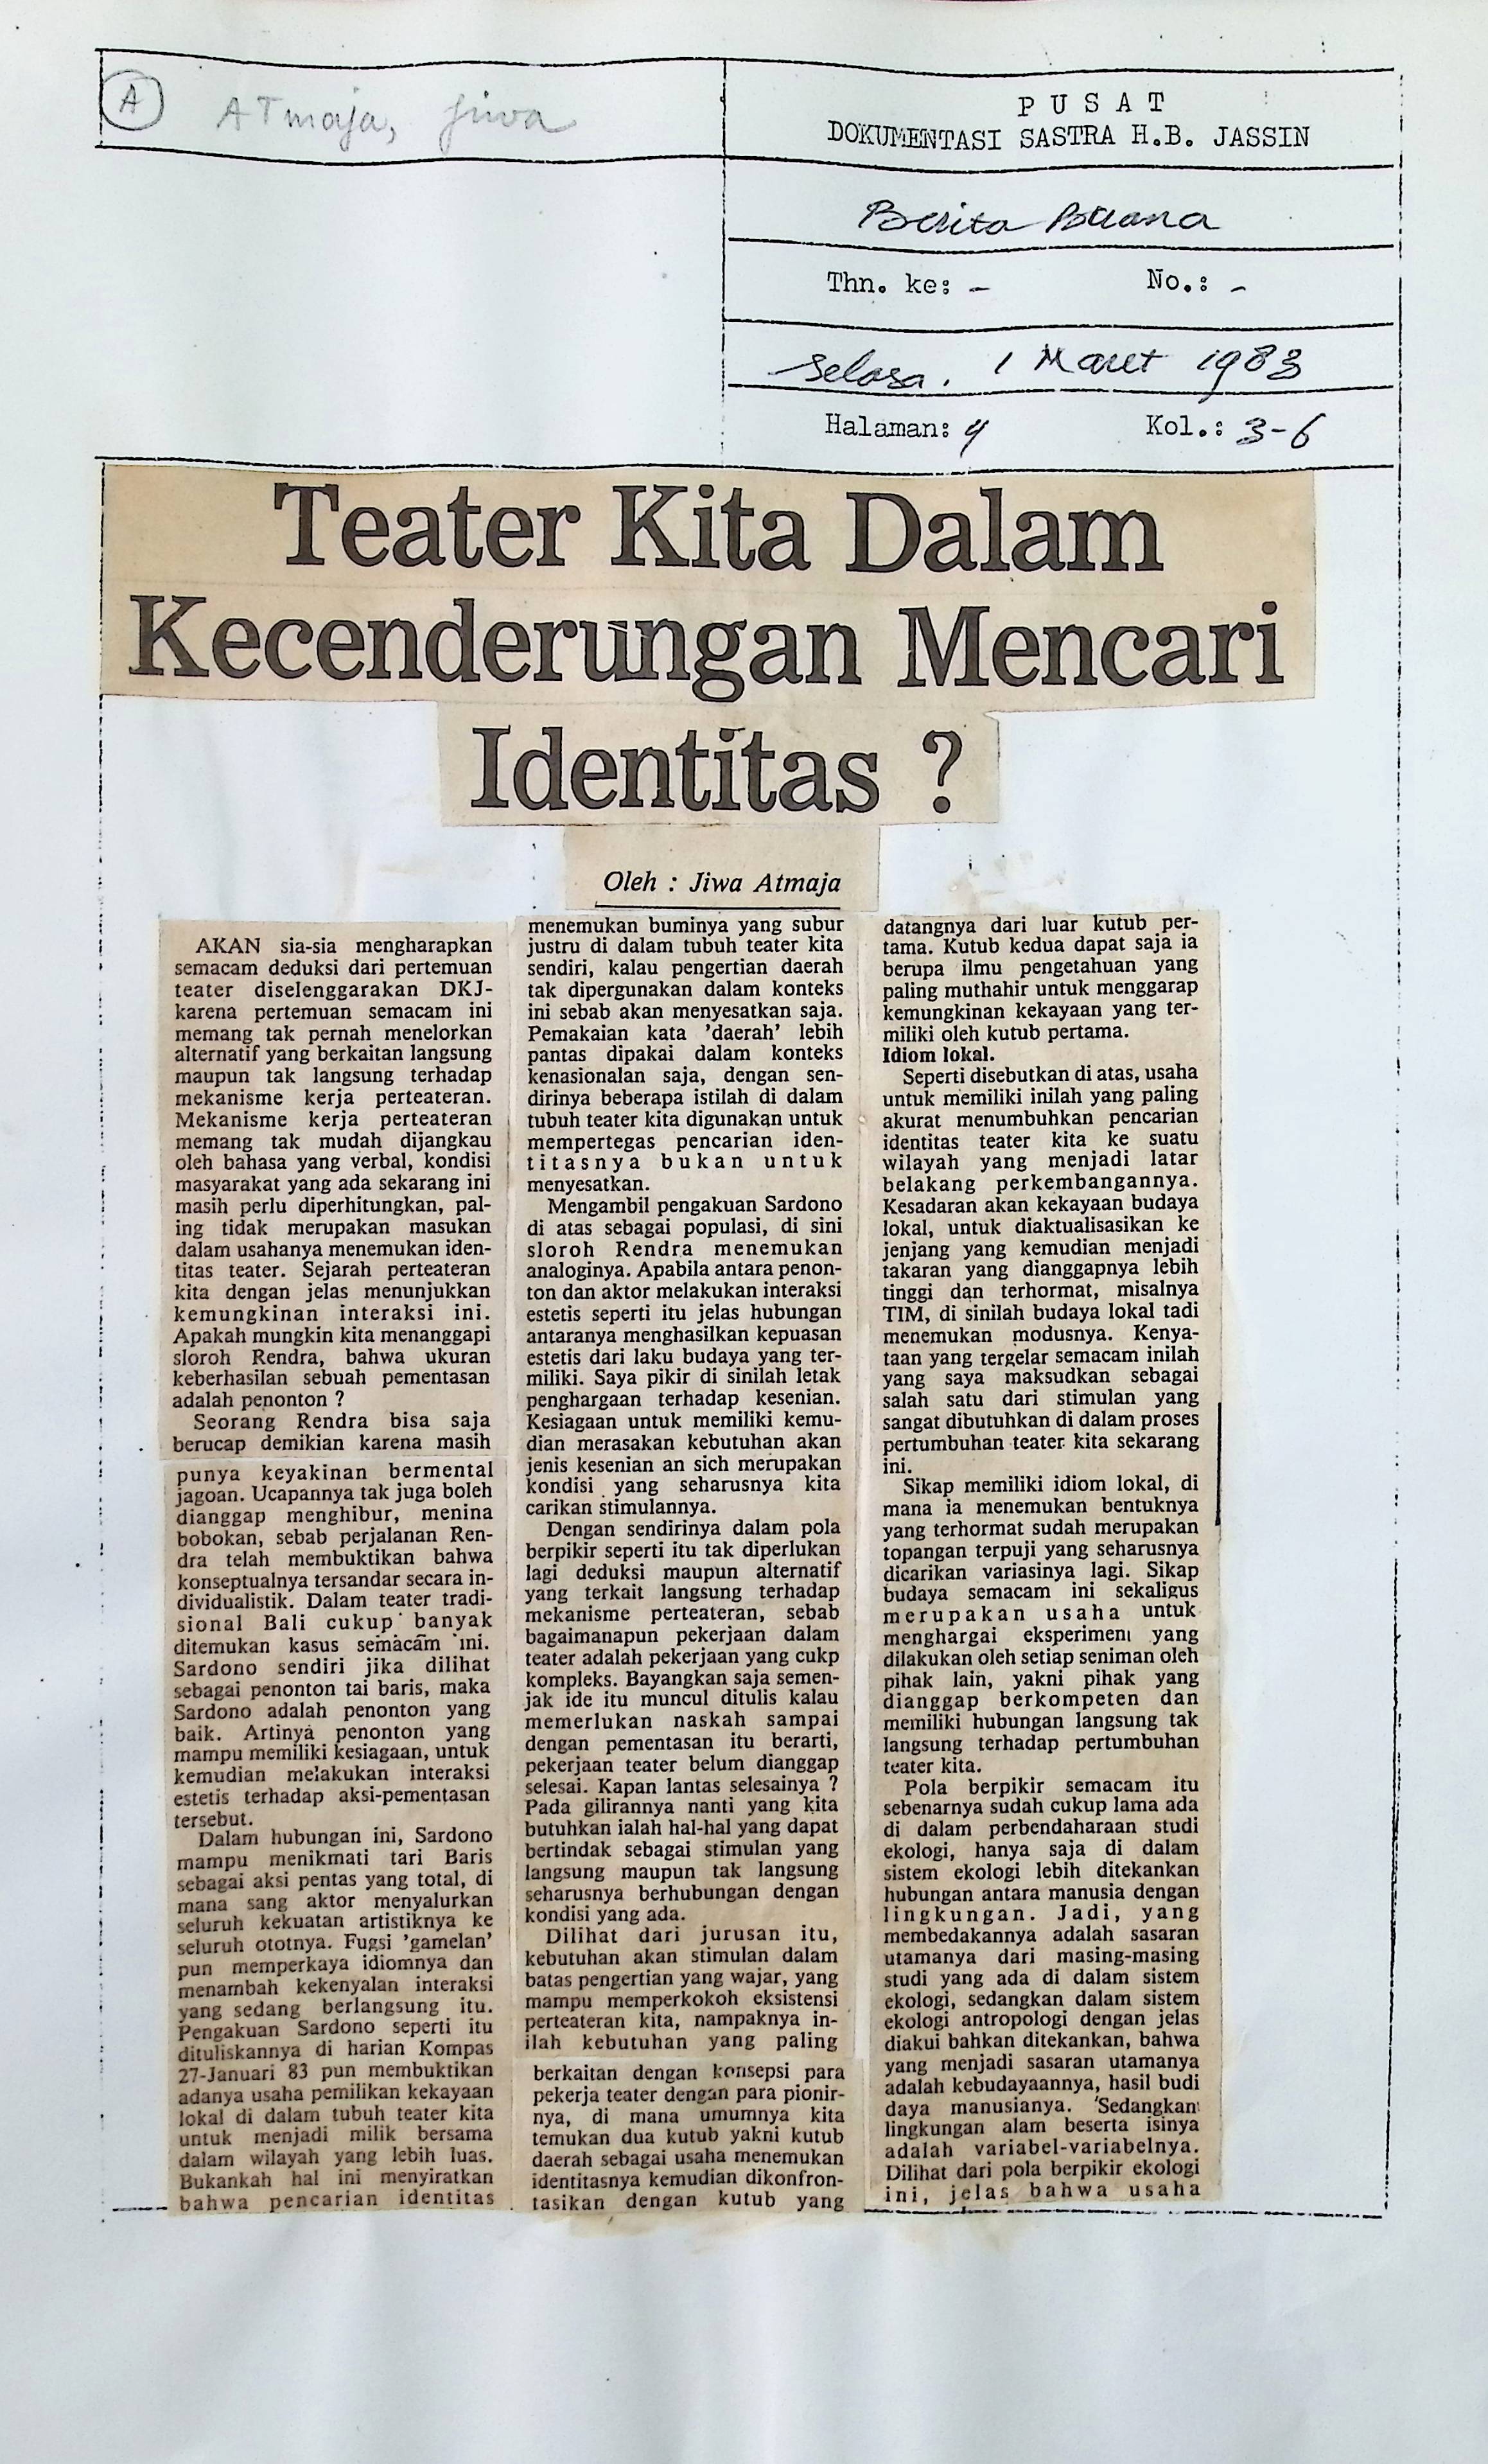 A
ATmaja, Jiwa
PUSAT
DOKUMENTASI SASTRA H.B. JASSIN
Berita Buana
Thn. ke: - No.: -
Selasa, 1 Maret 1983
Halaman: 4 Kol.: 3-6
Teater Kita Dalam
Kecenderungan Mencari
Identitas ?
Oleh : Jiwa Atmaja
AKAN sia-sia mengharapkan
semacam deduksi dari pertemuan
teater diselenggarakan DKJ-
karena pertemuan semacam ini
memang tak pernah menelorkan
alternatif yang berkaitan langsung
maupun tak langsung terhadap
mekanisme kerja perteateran.
Mekanisme kerja perteateran
memang tak mudah dijangkau
oleh bahasa yang verbal, kondisi
masyarakat yang ada sekarang ini
masih perlu diperhitungkan, pal-
ing tidak merupakan masukan
dalam usahanya menemukan iden-
titas teater. Sejarah perteateran
kita dengan jelas menunjukkan
kemungkinan interaksi ini.
Apakah mungkin kita menanggapi
sloroh Rendra, bahwa ukuran
keberhasilan sebuah pementasan
adalah penonton ?
Seorang Rendra bisa saja
berucap demikian karena masih
punya keyakinan bermental
jagoan. Ucapannya tak juga boleh
dianggap menghibur, menina
bobokan, sebab perjalanan Ren-
dra telah membuktikan bahwa
konseptualnya tersandar secara in-
dividualistik. Dalam teater tradi-
sional Bali cukup banyak
ditemukan kasus semacam ini.
Sardono sendiri jika dilihat
sebagai penonton tai baris, maka
Sardono adalah penonton yang
baik. Artinya penonton yang
mampu memiliki kesiagaan, untuk
kemudian melakukan interaksi
estetis terhadap aksi-pementasan
tersebut.
Dalam hubungan ini, Sardono
mampu menikmati tari Baris
sebagai aksi pentas yang total, di
mana sang aktor menyalurkan
seluruh kekuatan artistiknya ke
seluruh ototnya. Fugsi 'gamelan'
pun memperkaya idiomnya dan
menambah kekenyalan interaksi
yang sedang berlangsung itu.
Pengakuan Sardono seperti itu
dituliskannya di harian Kompas
27-Januari 83 pun membuktikan
adanya usaha pemilikan kekayaan
lokal di dalam tubuh teater kita
untuk menjadi milik bersama
dalam wilayah yang lebih luas.
Bukankah hal ini menyiratkan
bahwa pencarian identitas
menemukan buminya yang subur
justru di dalam tubuh teater kita
sendiri, kalau pengertian daerah
tak dipergunakan dalam konteks
ini sebab akan menyesatkan saja.
Pemakaian kata 'daerah' lebih
pantas dipakai dalam konteks
kenasionalan saja, dengan sen-
dirinya beberapa istilah di dalam
tubuh teater kita digunakan untuk
mempertegas pencarian iden-
titasnya bukan untuk
menyesatkan.
Mengambil pengakuan Sardono
di atas sebagai populasi, di sini
sloroh Rendra menemukan
analoginya. Apabila antara penon-
ton dan aktor melakukan interaksi
estetis seperti itu jelas hubungan
antaranya menghasilkan kepuasan
estetis dari laku budaya yang ter-
miliki. Saya pikir di sinilah letak
penghargaan terhadap kesenian.
Kesiagaan untuk memiliki kemu-
dian merasakan kebutuhan akan
jenis kesenian an sich merupakan
kondisi yang seharusnya kita
carikan stimulannya.
Dengan sendirinya dalam pola
berpikir seperti itu tak diperlukan
lagi deduksi maupun alternatif
yang terkait langsung terhadap
mekanisme perteateran, sebab
bagaimanapun pekerjaan dalam
teater adalah pekerjaan yang cukp
kompleks. Bayangkan saja semen-
jak ide itu muncul ditulis kalau
memerlukan naskah sampai
dengan pementasan itu berarti,
pekerjaan teater belum dianggap
selesai. Kapan lantas selesainya ?
Pada gilirannya nanti yang kita
butuhkan ialah hal-hal yang dapat
bertindak sebagai stimulan yang
langsung maupun tak langsung
seharusnya berhubungan dengan
kondisi yang ada.
Dilihat dari jurusan itu,
kebutuhan akan stimulan dalam
batas pengertian yang wajar, yang
mampu memperkokoh eksistensi
perteateran kita, nampaknya in-
ilah kebutuhan yang paling
berkaitan dengan konsepsi para
pekerja teater dengan para pionir-
nya, di mana umumnya kita
temukan dua kutub yakni kutub
daerah sebagai usaha menemukan
identitasnya kemudian dikonfron-
tasikan dengan kutub yang
datangnya dari luar kutub per-
tama. Kutub kedua dapat saja ia
berupa ilmu pengetahuan yang
paling muthahir untuk menggarap
kemungkinan kekayaan yang ter-
miliki oleh kutub pertama.
Idiom lokal.
Seperti disebutkan di atas, usaha
untuk memiliki inilah yang paling
akurat menumbuhkan pencarian
identitas teater kita ke suatu
wilayah yang menjadi latar
belakang perkembangannya.
Kesadaran akan kekayaan budaya
lokal, untuk diaktualisasikan ke
jenjang yang kemudian menjadi
takaran yang dianggapnya lebih
tinggi dan terhormat, misalnya
TIM, di sinilah budaya lokal tadi
menemukan modusnya. Kenya-
taan yang tergelar semacam inilah
yang saya maksudkan sebagai
salah satu dari stimulan yang
sangat dibutuhkan di dalam proses
pertumbuhan teater kita sekarang
ini.
Sikap memiliki idiom lokal, di
mana ia menemukan bentuknya
yang terhormat sudah merupakan
topangan terpuji yang seharusnya
dicarikan variasinya lagi. Sikap
budaya semacam ini sekaligus
merupakan usaha untuk
menghargai eksperimen yang
dilakukan oleh setiap seniman oleh
pihak lain, yakni pihak yang
dianggap berkompeten dan
memiliki hubungan langsung tak
langsung terhadap pertumbuhan
teater kita.
Pola berpikir semacam itu
sebenarnya sudah cukup lama ada
di dalam perbendaharaan studi
ekologi, hanya saja di dalam
sistem ekologi lebih ditekankan
hubungan antara manusia dengan
lingkungan. Jadi, yang
membedakannya adalah sasaran
utamanya dari masing-masing
studi yang ada di dalam sistem
ekologi, sedangkan dalam sistem
ekologi antropologi dengan jelas
diakui bahkan ditekankan, bahwa
yang menjadi sasaran utamanya
adalah kebudayaannya, hasil budi
daya manusianya. 'Sedangkan
lingkungan alam beserta isinya
adalah variabel-variabelnya.
Dilihat dari pola berpikir ekologi
ini, jelas bahwa usaha